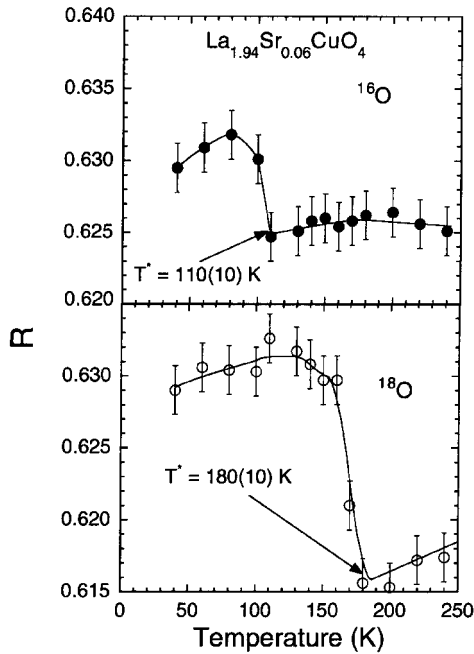 0.640
La1.94Sr0.06CuO4
16O
0.635
0.630
0.625
T* = 110(10) K
0.620
R
0.630
18O
0.625
T* = 180(10) K
0.620
0.615
0 50 100 150 200 250
Temperature (K)